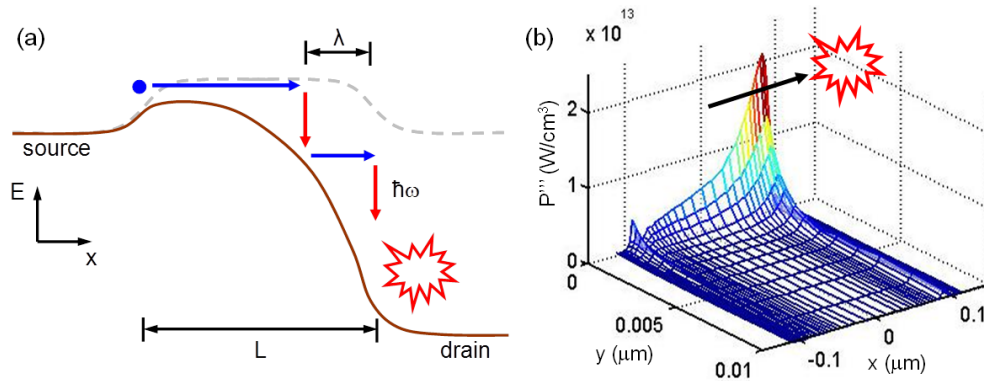 (a)
λ
source
E
x
ħω
L
drain
(b)
x 10^13
P''' (W/cm³)
2
1
0
0
0.005
0.01
y (μm)
-0.1
0
0.1
x (μm)